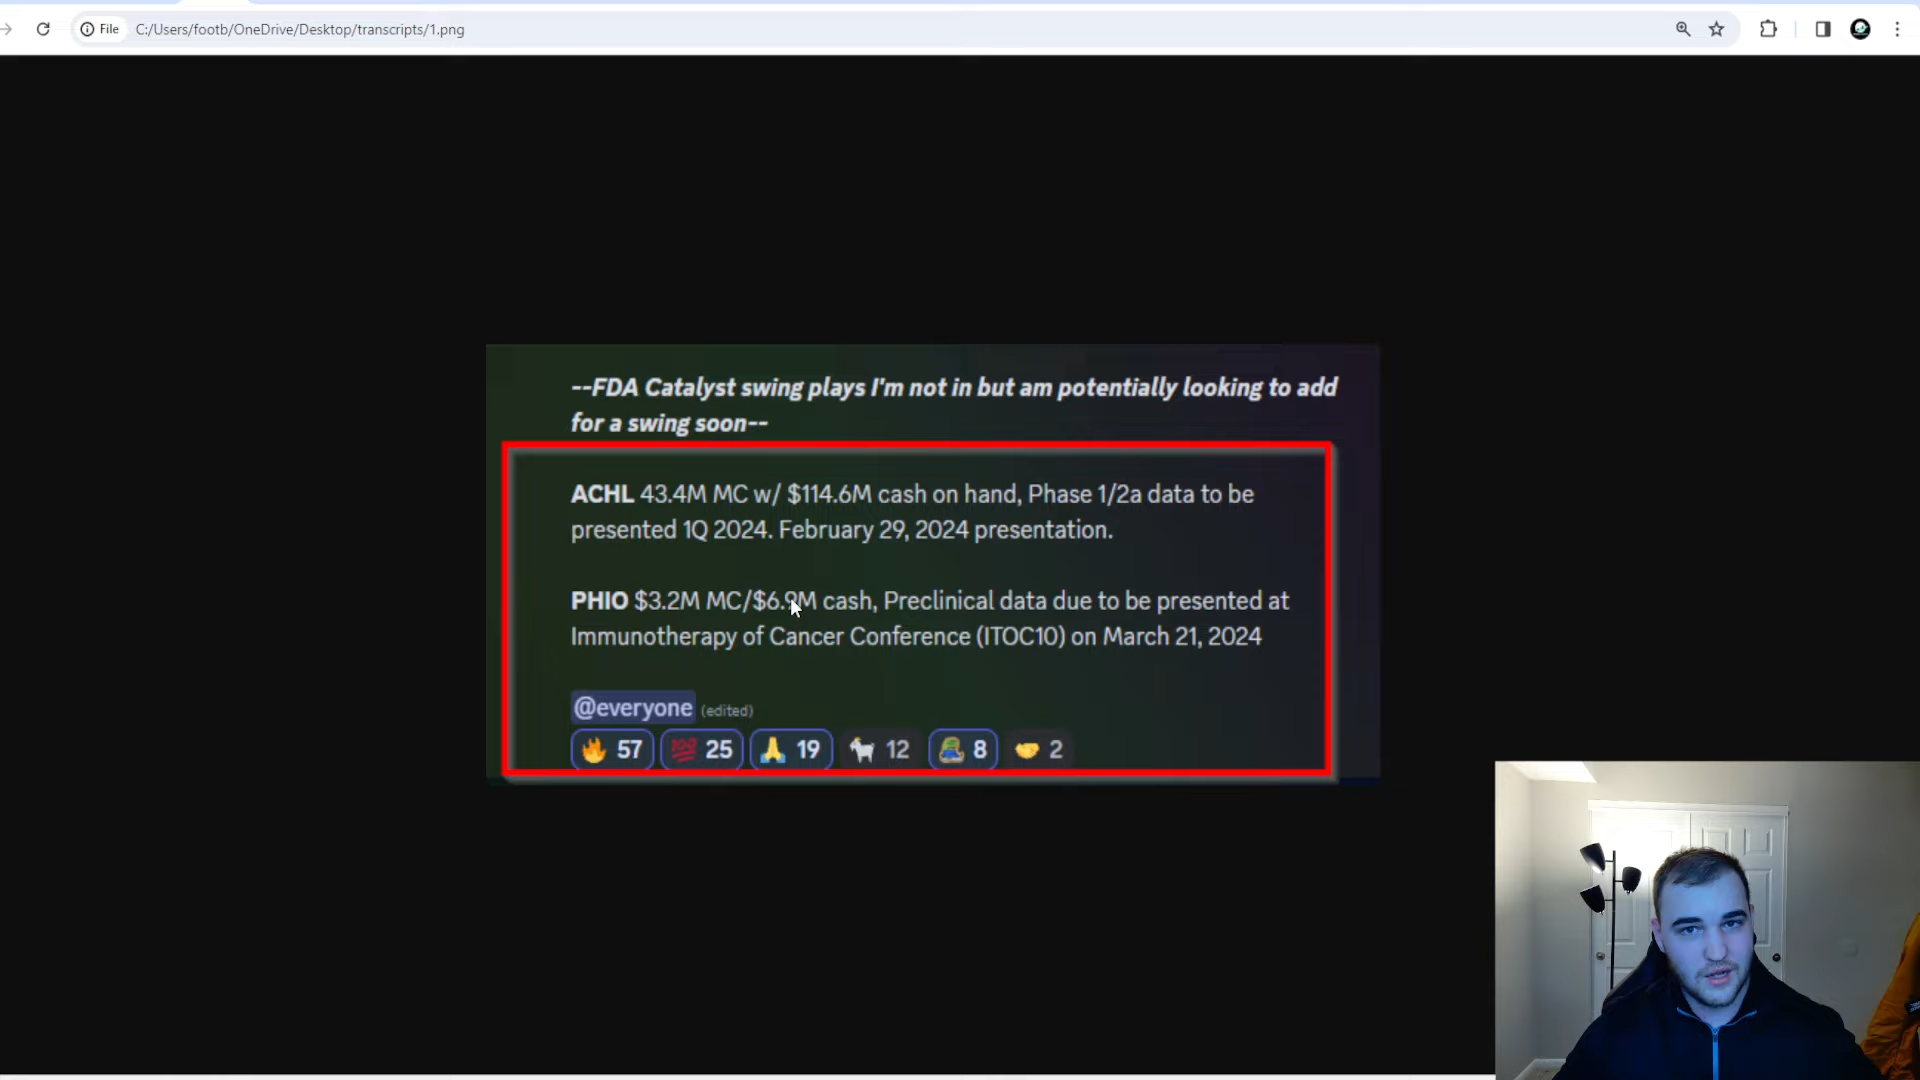 File
C:/Users/footb/OneDrive/Desktop/transcripts/1.png
--FDA Catalyst swing plays I'm not in but am potentially looking to add
for a swing soon--
ACHL 43.4M MC w/ $114.6M cash on hand, Phase 1/2a data to be
presented 1Q 2024. February 29, 2024 presentation.
PHIO $3.2M MC/$6.9M cash, Preclinical data due to be presented at
Immunotherapy of Cancer Conference (ITOC10) on March 21, 2024
@everyone (edited)
57 25 19 12 8 2